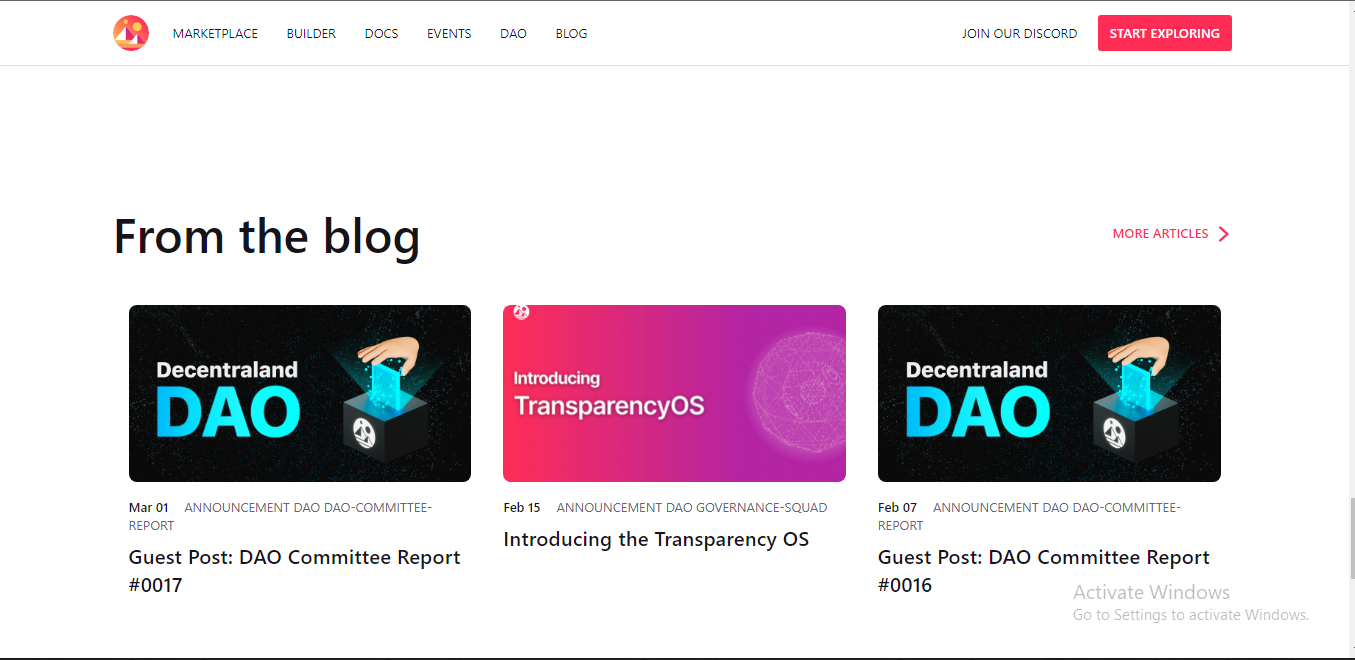 MARKETPLACE BUILDER DOCS EVENTS DAO BLOG JOIN OUR DISCORD START EXPLORING
From the blog
MORE ARTICLES
Decentraland
DAO
Mar 01 ANNOUNCEMENT DAO DAO-COMMITTEE-
REPORT
Guest Post: DAO Committee Report
#0017
Introducing
TransparencyOS
Feb 15 ANNOUNCEMENT DAO GOVERNANCE-SQUAD
Introducing the Transparency OS
Decentraland
DAO
Feb 07 ANNOUNCEMENT DAO DAO-COMMITTEE-
REPORT
Guest Post: DAO Committee Report
#0016
Activate Windows
Go to Settings to activate Windows.